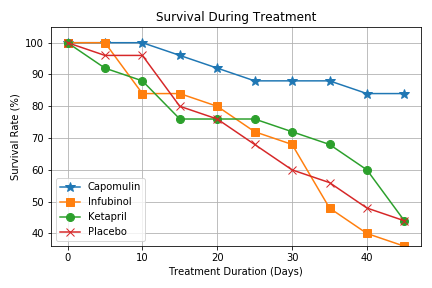 Survival During Treatment
100
90
80
70
60
50
40
Survival Rate (%)
Capomulin
Infubinol
Ketapril
Placebo
0
10
20
30
40
Treatment Duration (Days)